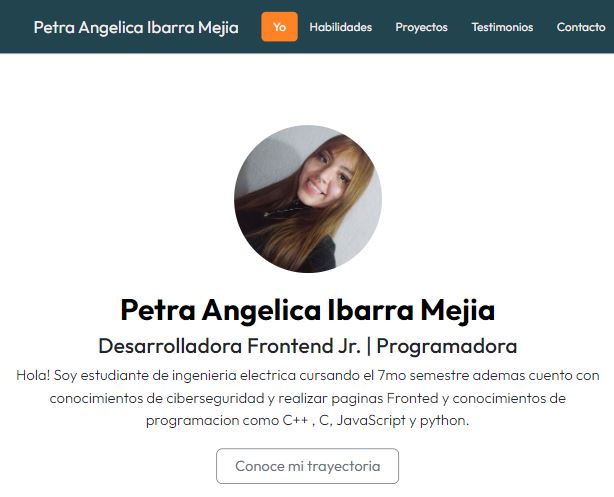 Petra Angelica Ibarra Mejia Yo Habilidades Proyectos Testimonios Contacto
Petra Angelica Ibarra Mejia
Desarrolladora Frontend Jr. | Programadora
Hola! Soy estudiante de ingenieria electrica cursando el 7mo semestre ademas cuento con
conocimientos de ciberseguridad y realizar paginas Fronted y conocimientos de
programacion como C++ , C, JavaScript y python.
Conoce mi trayectoria